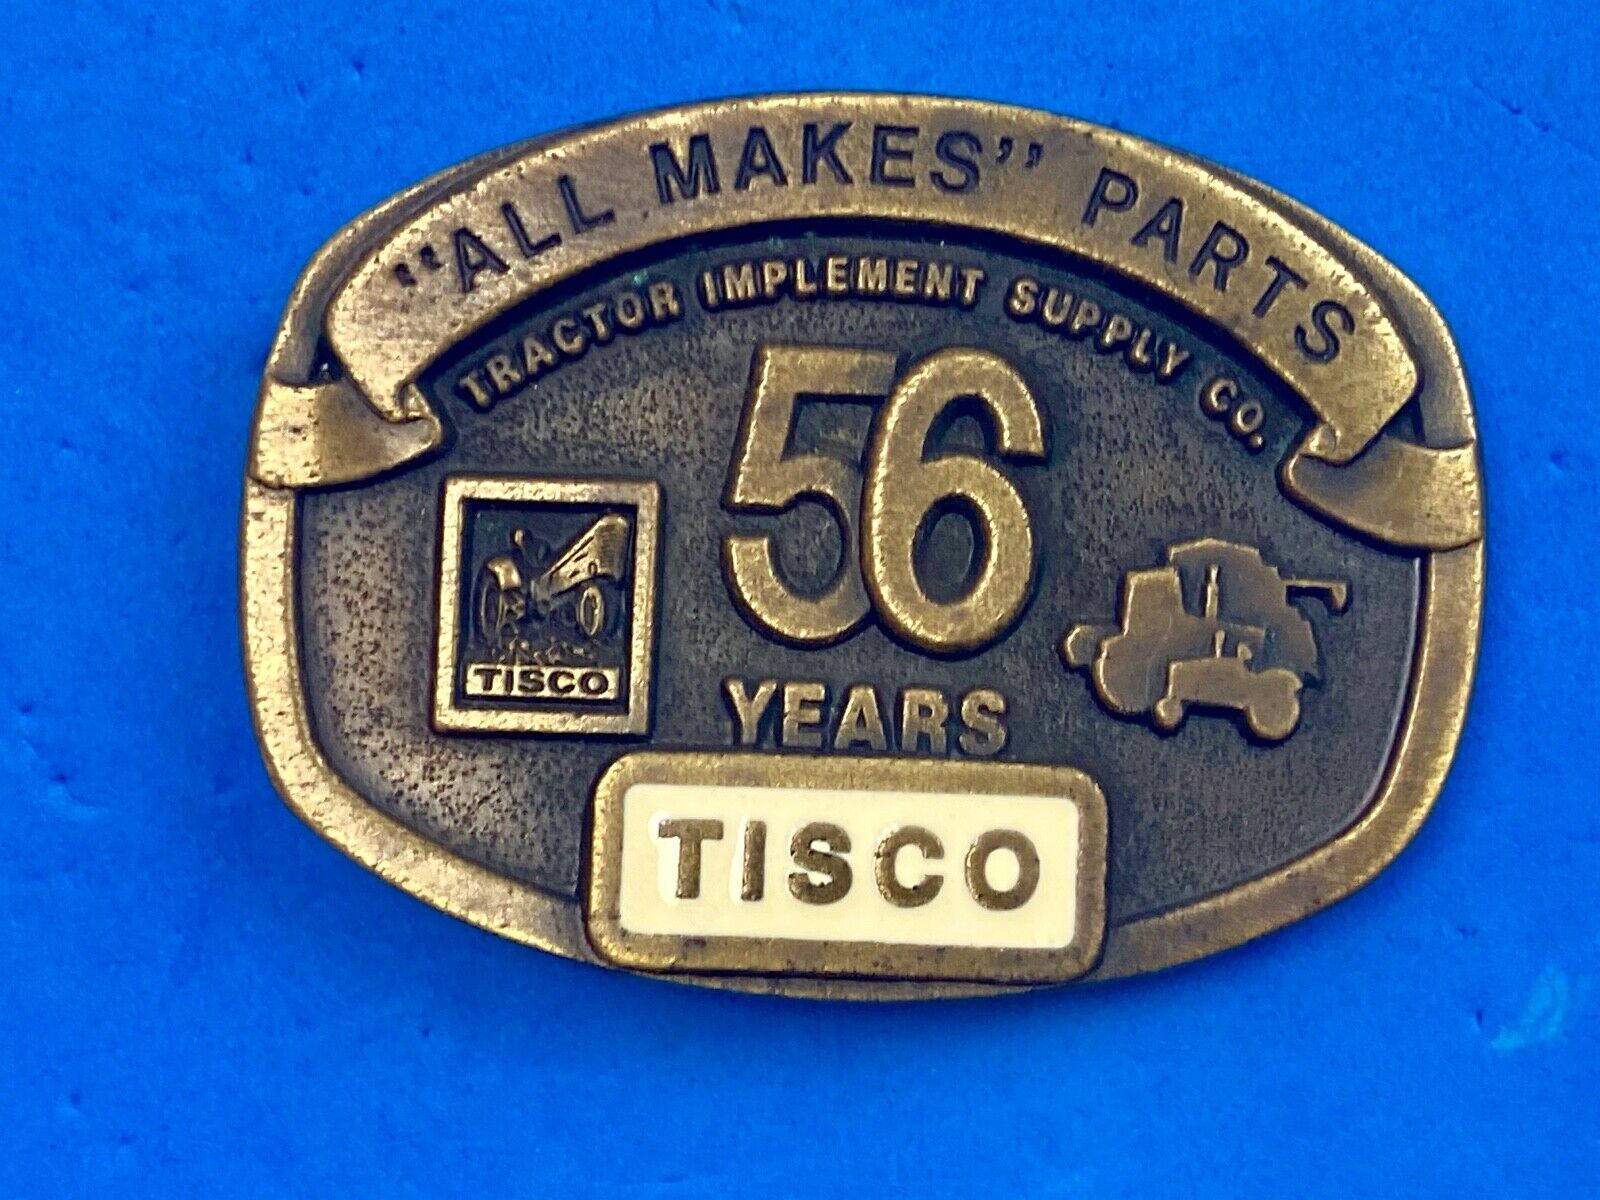 "ALL MAKES" PARTS
TRACTOR IMPLEMENT SUPPLY CO.
56
YEARS
TISCO
TISCO